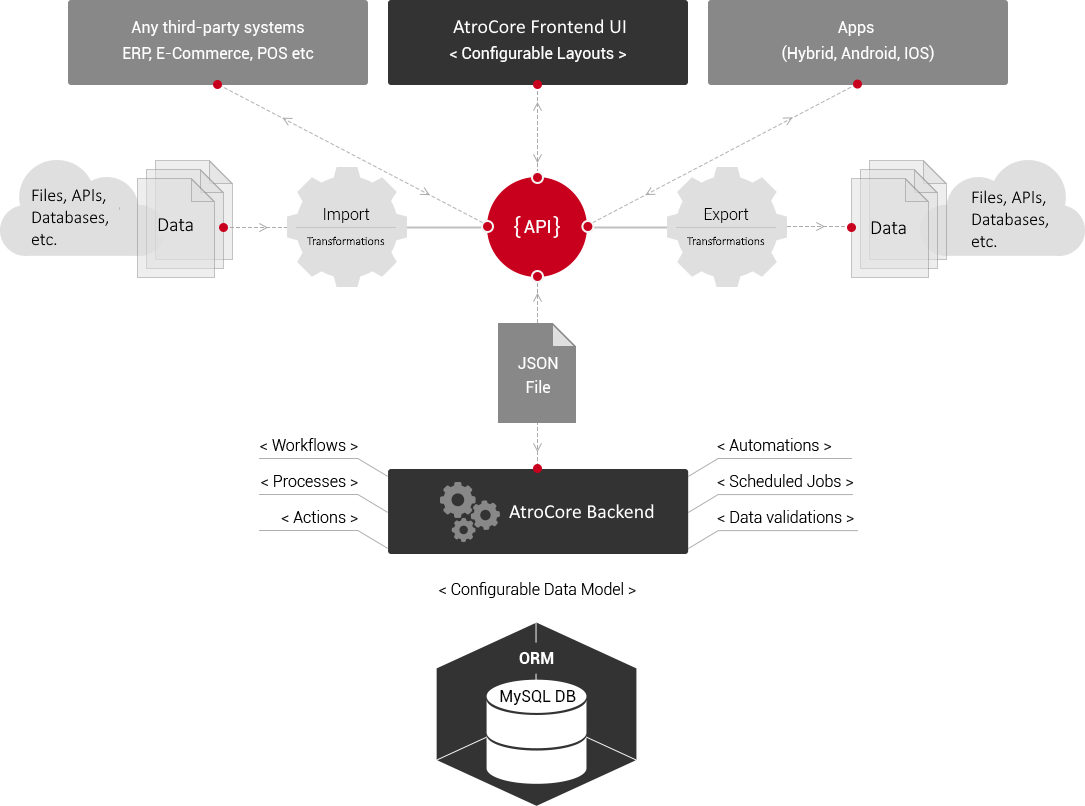 Any third-party systems
ERP, E-Commerce, POS etc
AtroCore Frontend UI
< Configurable Layouts >
Apps
(Hybrid, Android, IOS)
Files, APIs,
Databases,
etc.
Data
Import
Transformations
{API}
Export
Transformations
Data
Files, APIs,
Databases,
etc.
JSON
File
< Workflows >
< Processes >
< Actions >
AtroCore Backend
< Automations >
< Scheduled Jobs >
< Data validations >
< Configurable Data Model >
ORM
MySQL DB